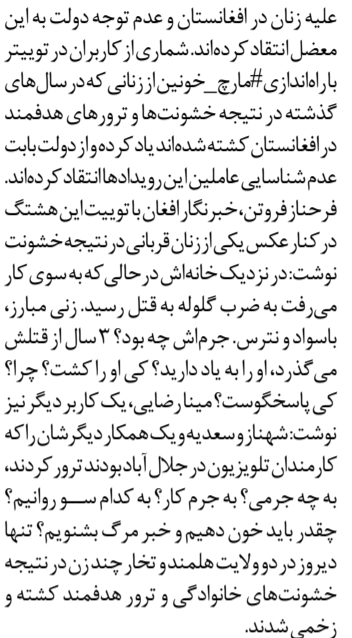 علیه زنان در افغانستان و عدم توجه دولت به این
معضل انتقاد کرده‌اند. شماری از کاربران در توییتر
با راه‌اندازی #مارچ_خونین از زنانی که در سال‌های
گذشته در نتیجه خشونت‌ها و ترورهای هدفمند
در افغانستان کشته شده‌اند یاد کرده و از دولت بابت
عدم شناسایی عاملین این رویدادها انتقاد کرده‌اند.
فرحناز فروتن، خبرنگار افغان با توییت این هشتگ
در کنار عکس یکی از زنان قربانی در نتیجه خشونت
نوشت: در نزدیک خانه‌اش در حالی که به سوی کار
می‌رفت به ضرب گلوله به قتل رسید. زنی مبارز،
باسواد و نترس. جرم‌اش چه بود؟ ۳ سال از قتلش
می‌گذرد، او را به یاد دارید؟ کی او را کشت؟ چرا؟
کی پاسخگوست؟ مینا رضایی، یک کاربر دیگر نیز
نوشت: شهناز و سعدیه و یک همکار دیگرشان را که
کارمندان تلویزیون در جلال آباد بودند ترور کردند،
به چه جرمی؟ به جرم کار؟ به کدام ســو روانیم؟
چقدر باید خون دهیم و خبر مرگ بشنویم؟ تنها
دیروز در دو ولایت هلمند و تخار چند زن در نتیجه
خشونت‌های خانوادگی و ترور هدفمند کشته و
زخمی شدند.